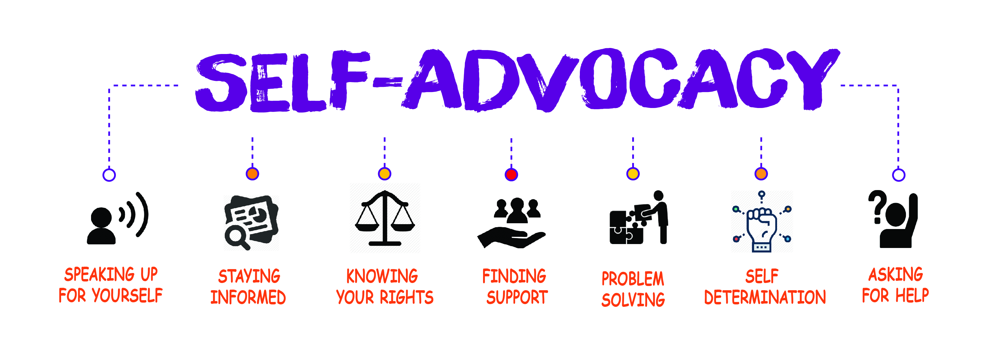 SELF-ADVOCACY
SPEAKING UP
FOR YOURSELF
STAYING
INFORMED
KNOWING
YOUR RIGHTS
FINDING
SUPPORT
PROBLEM
SOLVING
SELF
DETERMINATION
ASKING
FOR HELP